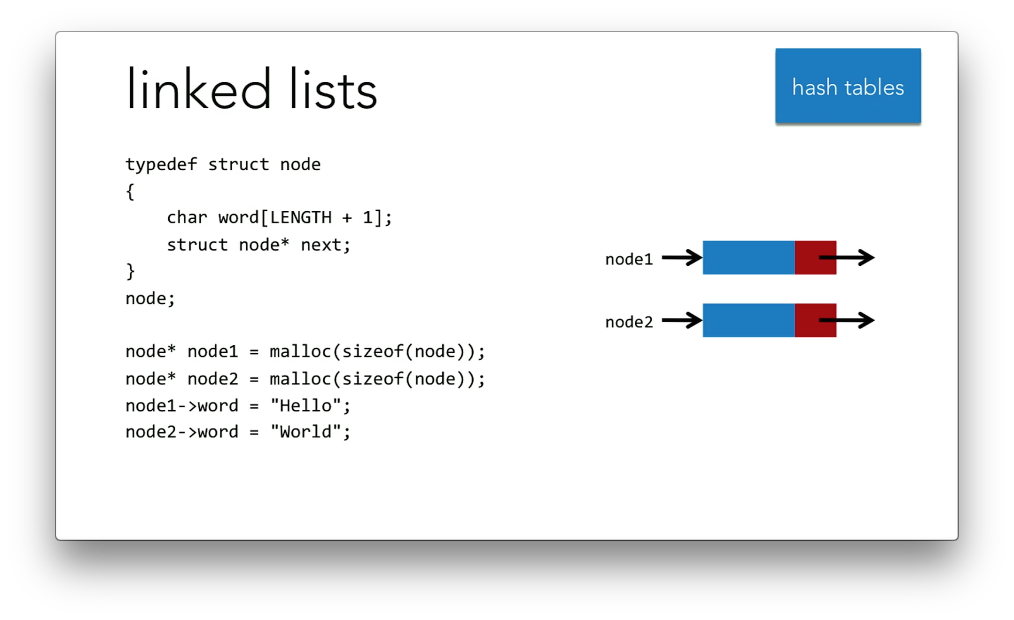 linked lists
hash tables
typedef struct node
{
    char word[LENGTH + 1];
    struct node* next;
}
node;
node* node1 = malloc(sizeof(node));
node* node2 = malloc(sizeof(node));
node1->word = "Hello";
node2->word = "World";
node1
node2